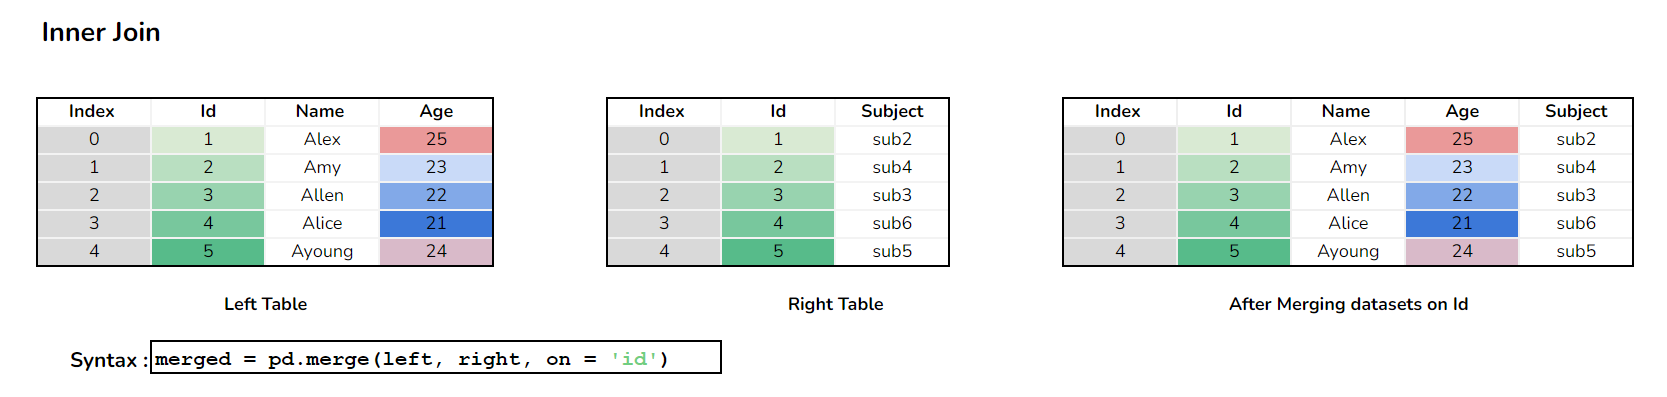 Inner Join
Index Id Name Age
0 1 Alex 25
1 2 Amy 23
2 3 Allen 22
3 4 Alice 21
4 5 Ayoung 24
Left Table
Index Id Subject
0 1 sub2
1 2 sub4
2 3 sub3
3 4 sub6
4 5 sub5
Right Table
Index Id Name Age Subject
0 1 Alex 25 sub2
1 2 Amy 23 sub4
2 3 Allen 22 sub3
3 4 Alice 21 sub6
4 5 Ayoung 24 sub5
After Merging datasets on Id
Syntax : merged = pd.merge(left, right, on = 'id')